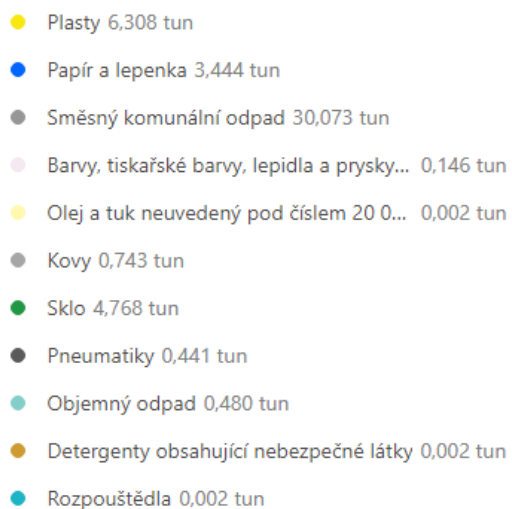 Plasty 6,308 tun
Papír a lepenka 3,444 tun
Směsný komunální odpad 30,073 tun
Barvy, tiskařské barvy, lepidla a prysky... 0,146 tun
Olej a tuk neuvedený pod číslem 20 0... 0,002 tun
Kovy 0,743 tun
Sklo 4,768 tun
Pneumatiky 0,441 tun
Objemný odpad 0,480 tun
Detergenty obsahující nebezpečné látky 0,002 tun
Rozpouštědla 0,002 tun